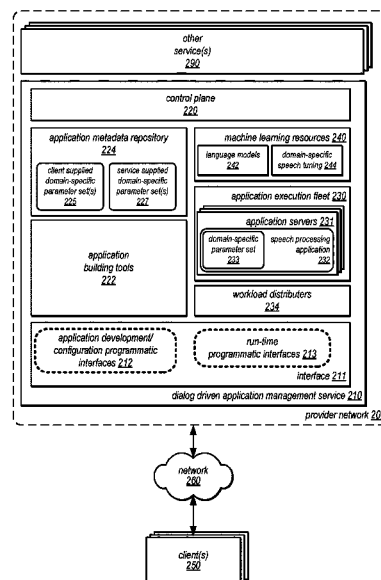 other
service(s)
290
control plane
220
application metadata repository
224
client supplied
domain-specific
parameter set(s)
225
service supplied
domain-specific
parameter set(s)
227
machine learning resources 240
language models
242
domain-specific
speech tuning 244
application execution fleet 230
application servers
231
domain-specific
parameter set
233
speech processing
application
232
application
building tools
222
workload distributers
234
application development/
configuration programmatic
interfaces 212
run-time
programmatic interfaces 213
interface 211
dialog driven application management service 210
provider network 20
network
260
client(s)
250